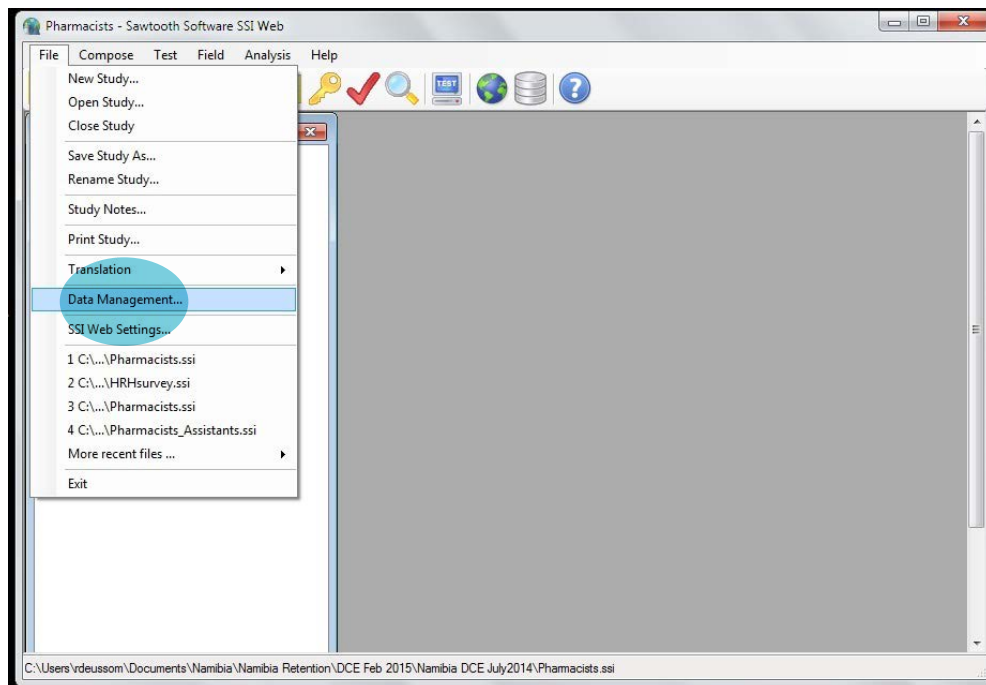 Pharmacists - Sawtooth Software SSI Web
File Compose Test Field Analysis Help
TEST
New Study...
Open Study...
Close Study
Save Study As...
Rename Study...
Study Notes...
Print Study...
Translation
Data Management...
SSI Web Settings...
1 C:\...\Pharmacists.ssi
2 C:\...\HRHsurvey.ssi
3 C:\...\Pharmacists.ssi
4 C:\...\Pharmacists_Assistants.ssi
More recent files ...
Exit
C:\Users\rdeussom\Documents\Namibia\Namibia Retention\DCE Feb 2015\Namibia DCE July2014\Pharmacists.ssi